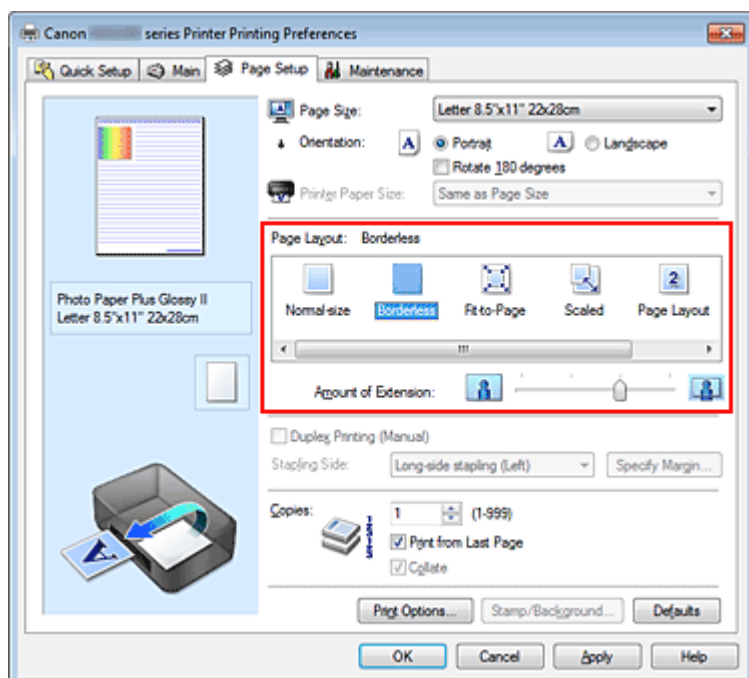 Canon series Printer Printing Preferences
Quick Setup Main Page Setup Maintenance
Page Size: Letter 8.5"x11" 22x28cm
Orientation: A Portrait A Landscape
Rotate 180 degrees
Printer Paper Size: Same as Page Size
Page Layout: Borderless
2
Normal-size Borderless Fit-to-Page Scaled Page Layout
Photo Paper Plus Glossy II
Letter 8.5"x11" 22x28cm
Amount of Extension:
Duplex Printing (Manual)
Stapling Side: Long-side stapling (Left) Specify Margin...
Copies: 1 (1-999)
Print from Last Page
Collate
A
Print Options... Stamp/Background... Defaults
OK Cancel Apply Help